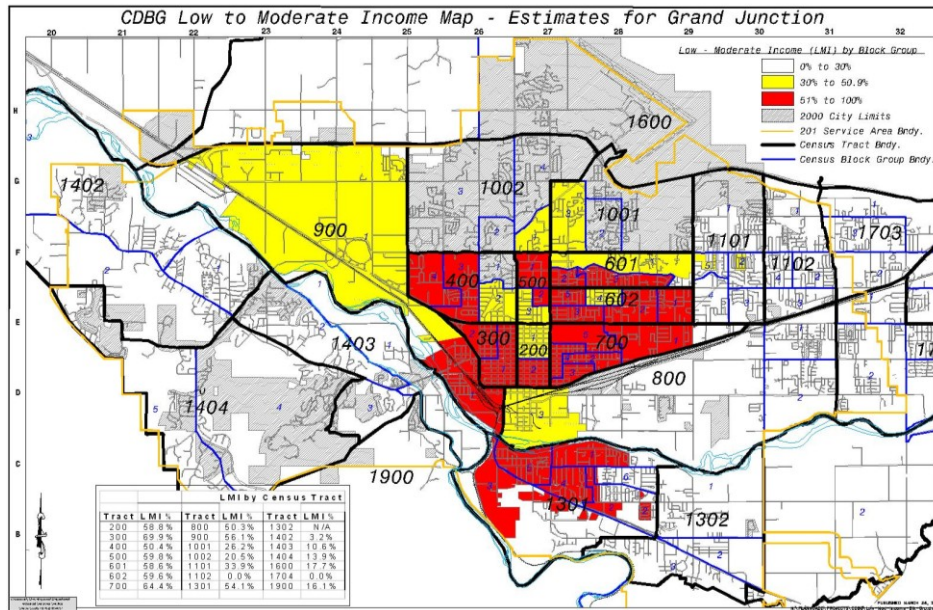 CDBG Low to Moderate Income Map - Estimates for Grand Junction
20 21 22 23 24 25 26 27 28 29 30 31 32
Low - Moderate Income (LMI) by Block Group
0% to 30%
30% to 50.9%
51% to 100%
2000 City Limits
201 Service Area Bndy.
Census Tract Bndy.
Census Block Group Bndy.
H
1600
G
1402
1002
1001
900
1101
1703
F
400
500
601
1102
602
E
300
200
700
1403
800
D
1404
C
1900
1301
1302
B
LMI by Census Tract
Tract LMI % Tract LMI % Tract LMI %
200 58.8% 800 50.3% 1302 N/A
300 69.9% 900 56.1% 1402 3.2%
400 50.4% 1001 26.2% 1403 10.6%
500 59.8% 1002 20.5% 1404 13.9%
601 58.6% 1101 33.9% 1600 17.7%
602 59.6% 1102 0.0% 1704 0.0%
700 64.4% 1301 54.1% 1900 16.1%